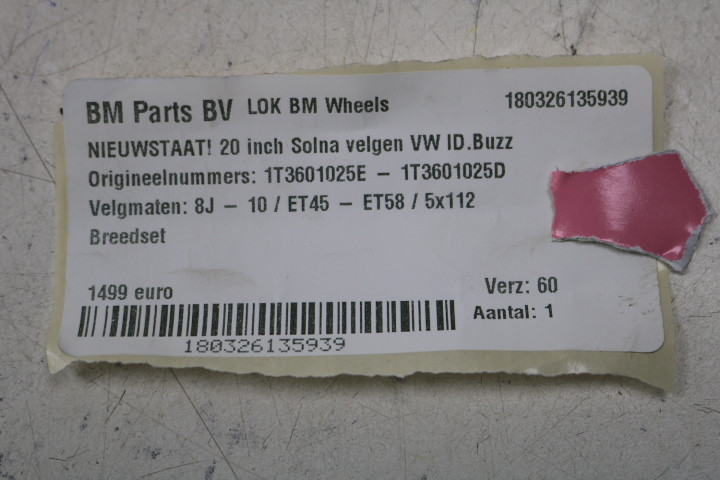 BM Parts BV LOK BM Wheels 180326135939
NIEUWSTAAT! 20 inch Solna velgen VW ID.Buzz
Origineelnummers: 1T3601025E - 1T3601025D
Velgmaten: 8J - 10 / ET45 - ET58 / 5x112
Breedset
1499 euro Verz: 60
Aantal: 1
180326135939